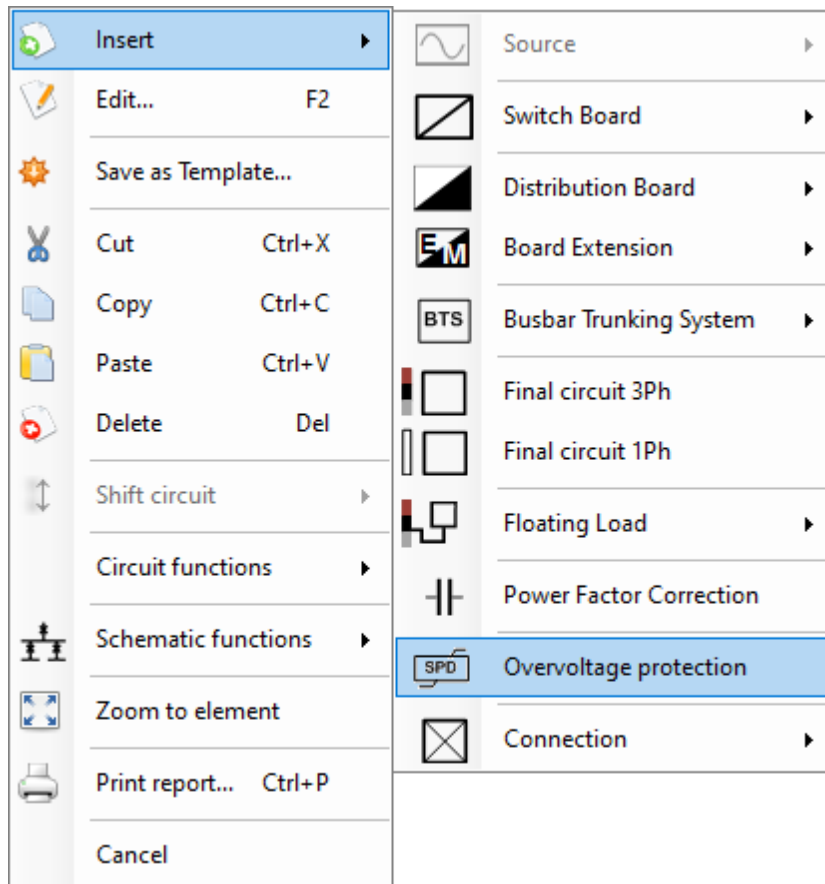 Insert
Edit... F2
Save as Template...
Cut Ctrl+X
Copy Ctrl+C
Paste Ctrl+V
Delete Del
Shift circuit
Circuit functions
Schematic functions
Zoom to element
Print report... Ctrl+P
Cancel
Source
Switch Board
Distribution Board
EM Board Extension
BTS Busbar Trunking System
Final circuit 3Ph
Final circuit 1Ph
Floating Load
Power Factor Correction
SPD Overvoltage protection
Connection